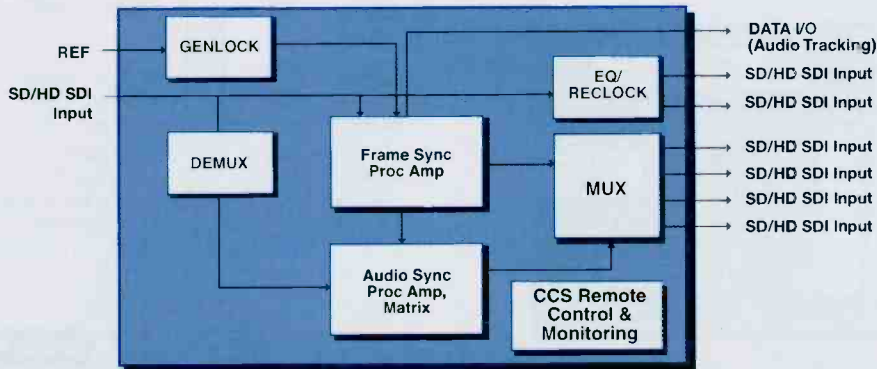 REF
GENLOCK
DATA I/O
(Audio Tracking)
SD/HD SDI
Input
EQ/
RECLOCK
SD/HD SDI Input
SD/HD SDI Input
DEMUX
Frame Sync
Proc Amp
MUX
SD/HD SDI Input
SD/HD SDI Input
SD/HD SDI Input
SD/HD SDI Input
Audio Sync
Proc Amp,
Matrix
CCS Remote
Control &
Monitoring